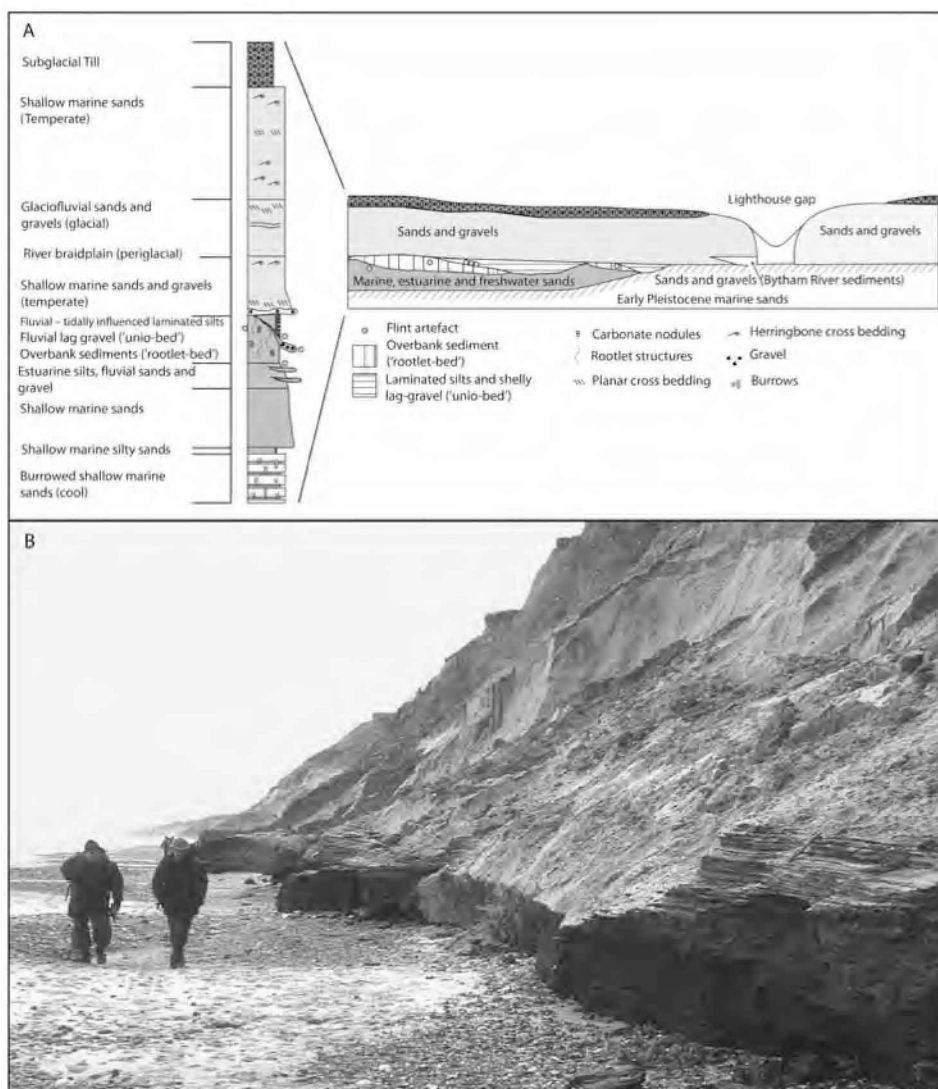 A
Subglacial Till
Shallow marine sands
(Temperate)
Glaciofluvial sands and
gravels (glacial)
River braidplain (periglacial)
Shallow marine sands and gravels
(temperate)
Fluvial – tidally influenced laminated silts
Fluvial lag gravel ('unio-bed')
Overbank sediments ('rootlet-bed')
Estuarine silts, fluvial sands and
gravel
Shallow marine sands
Shallow marine silty sands
Burrowed shallow marine
sands (cool)
Lighthouse gap
Sands and gravels
Sands and gravels
Marine, estuarine and freshwater sands
Sands and gravels (Bytham River sediments)
Early Pleistocene marine sands
Flint artefact
Overbank sediment
('rootlet-bed')
Laminated silts and shelly
lag-gravel ('unio-bed')
Carbonate nodules
Rootlet structures
Planar cross bedding
Herringbone cross bedding
Gravel
Burrows
B